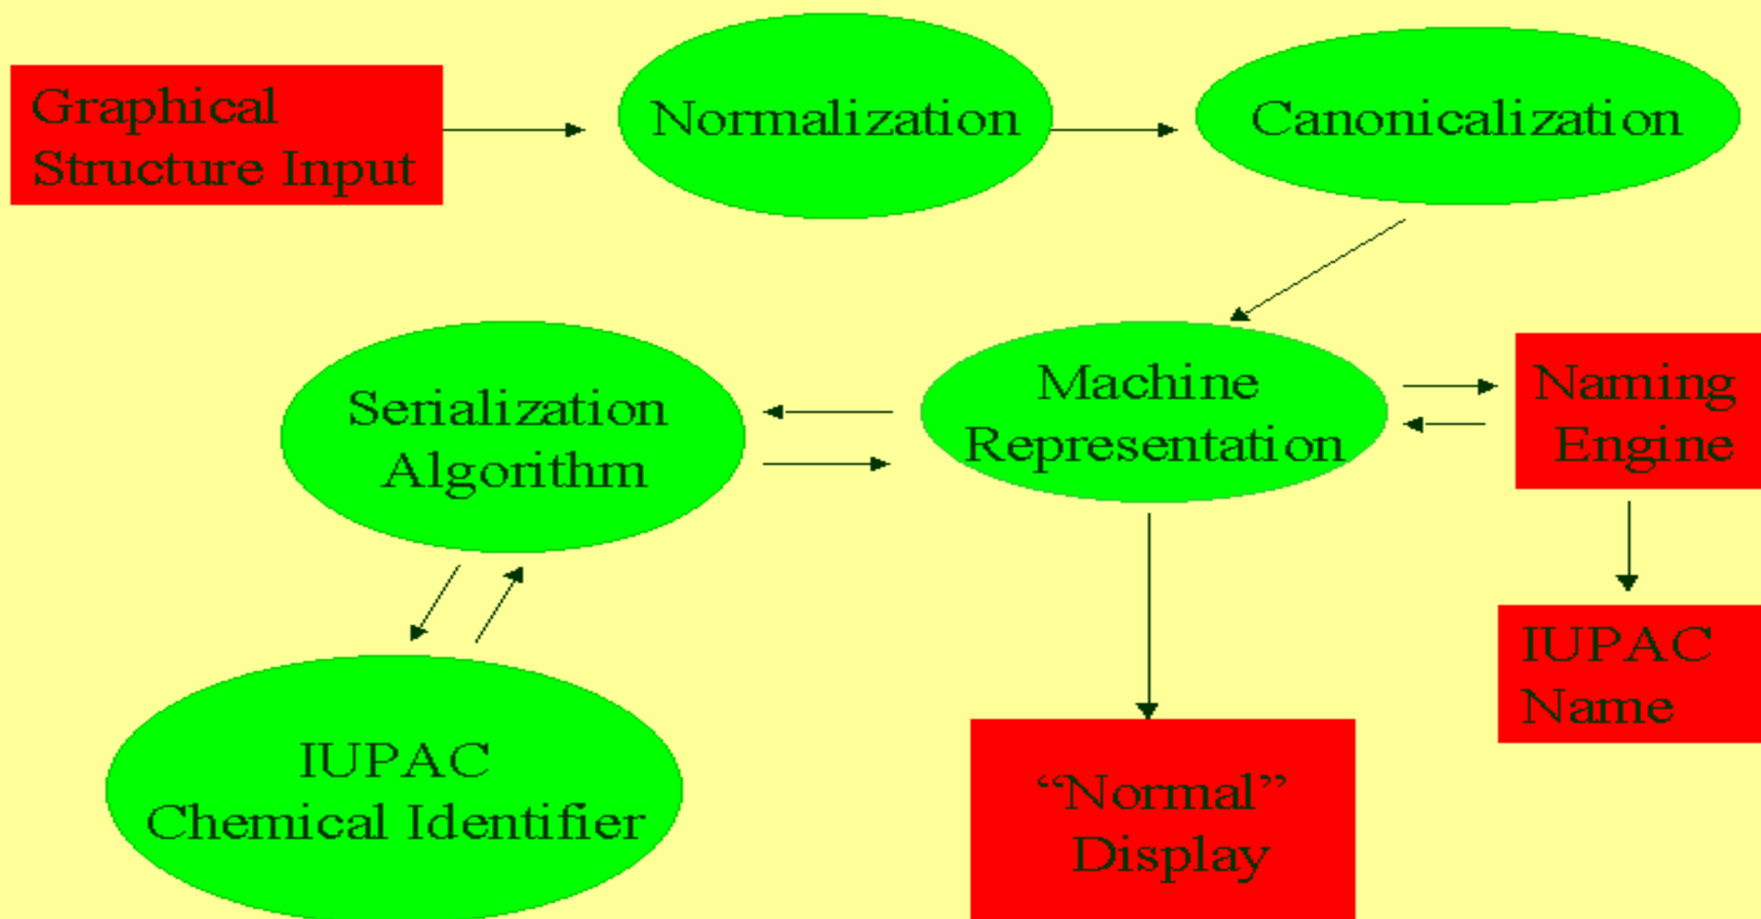 Graphical
Structure Input
Normalization
Canonicalization
Serialization
Algorithm
Machine
Representation
Naming
Engine
IUPAC
Chemical Identifier
“Normal”
Display
IUPAC
Name